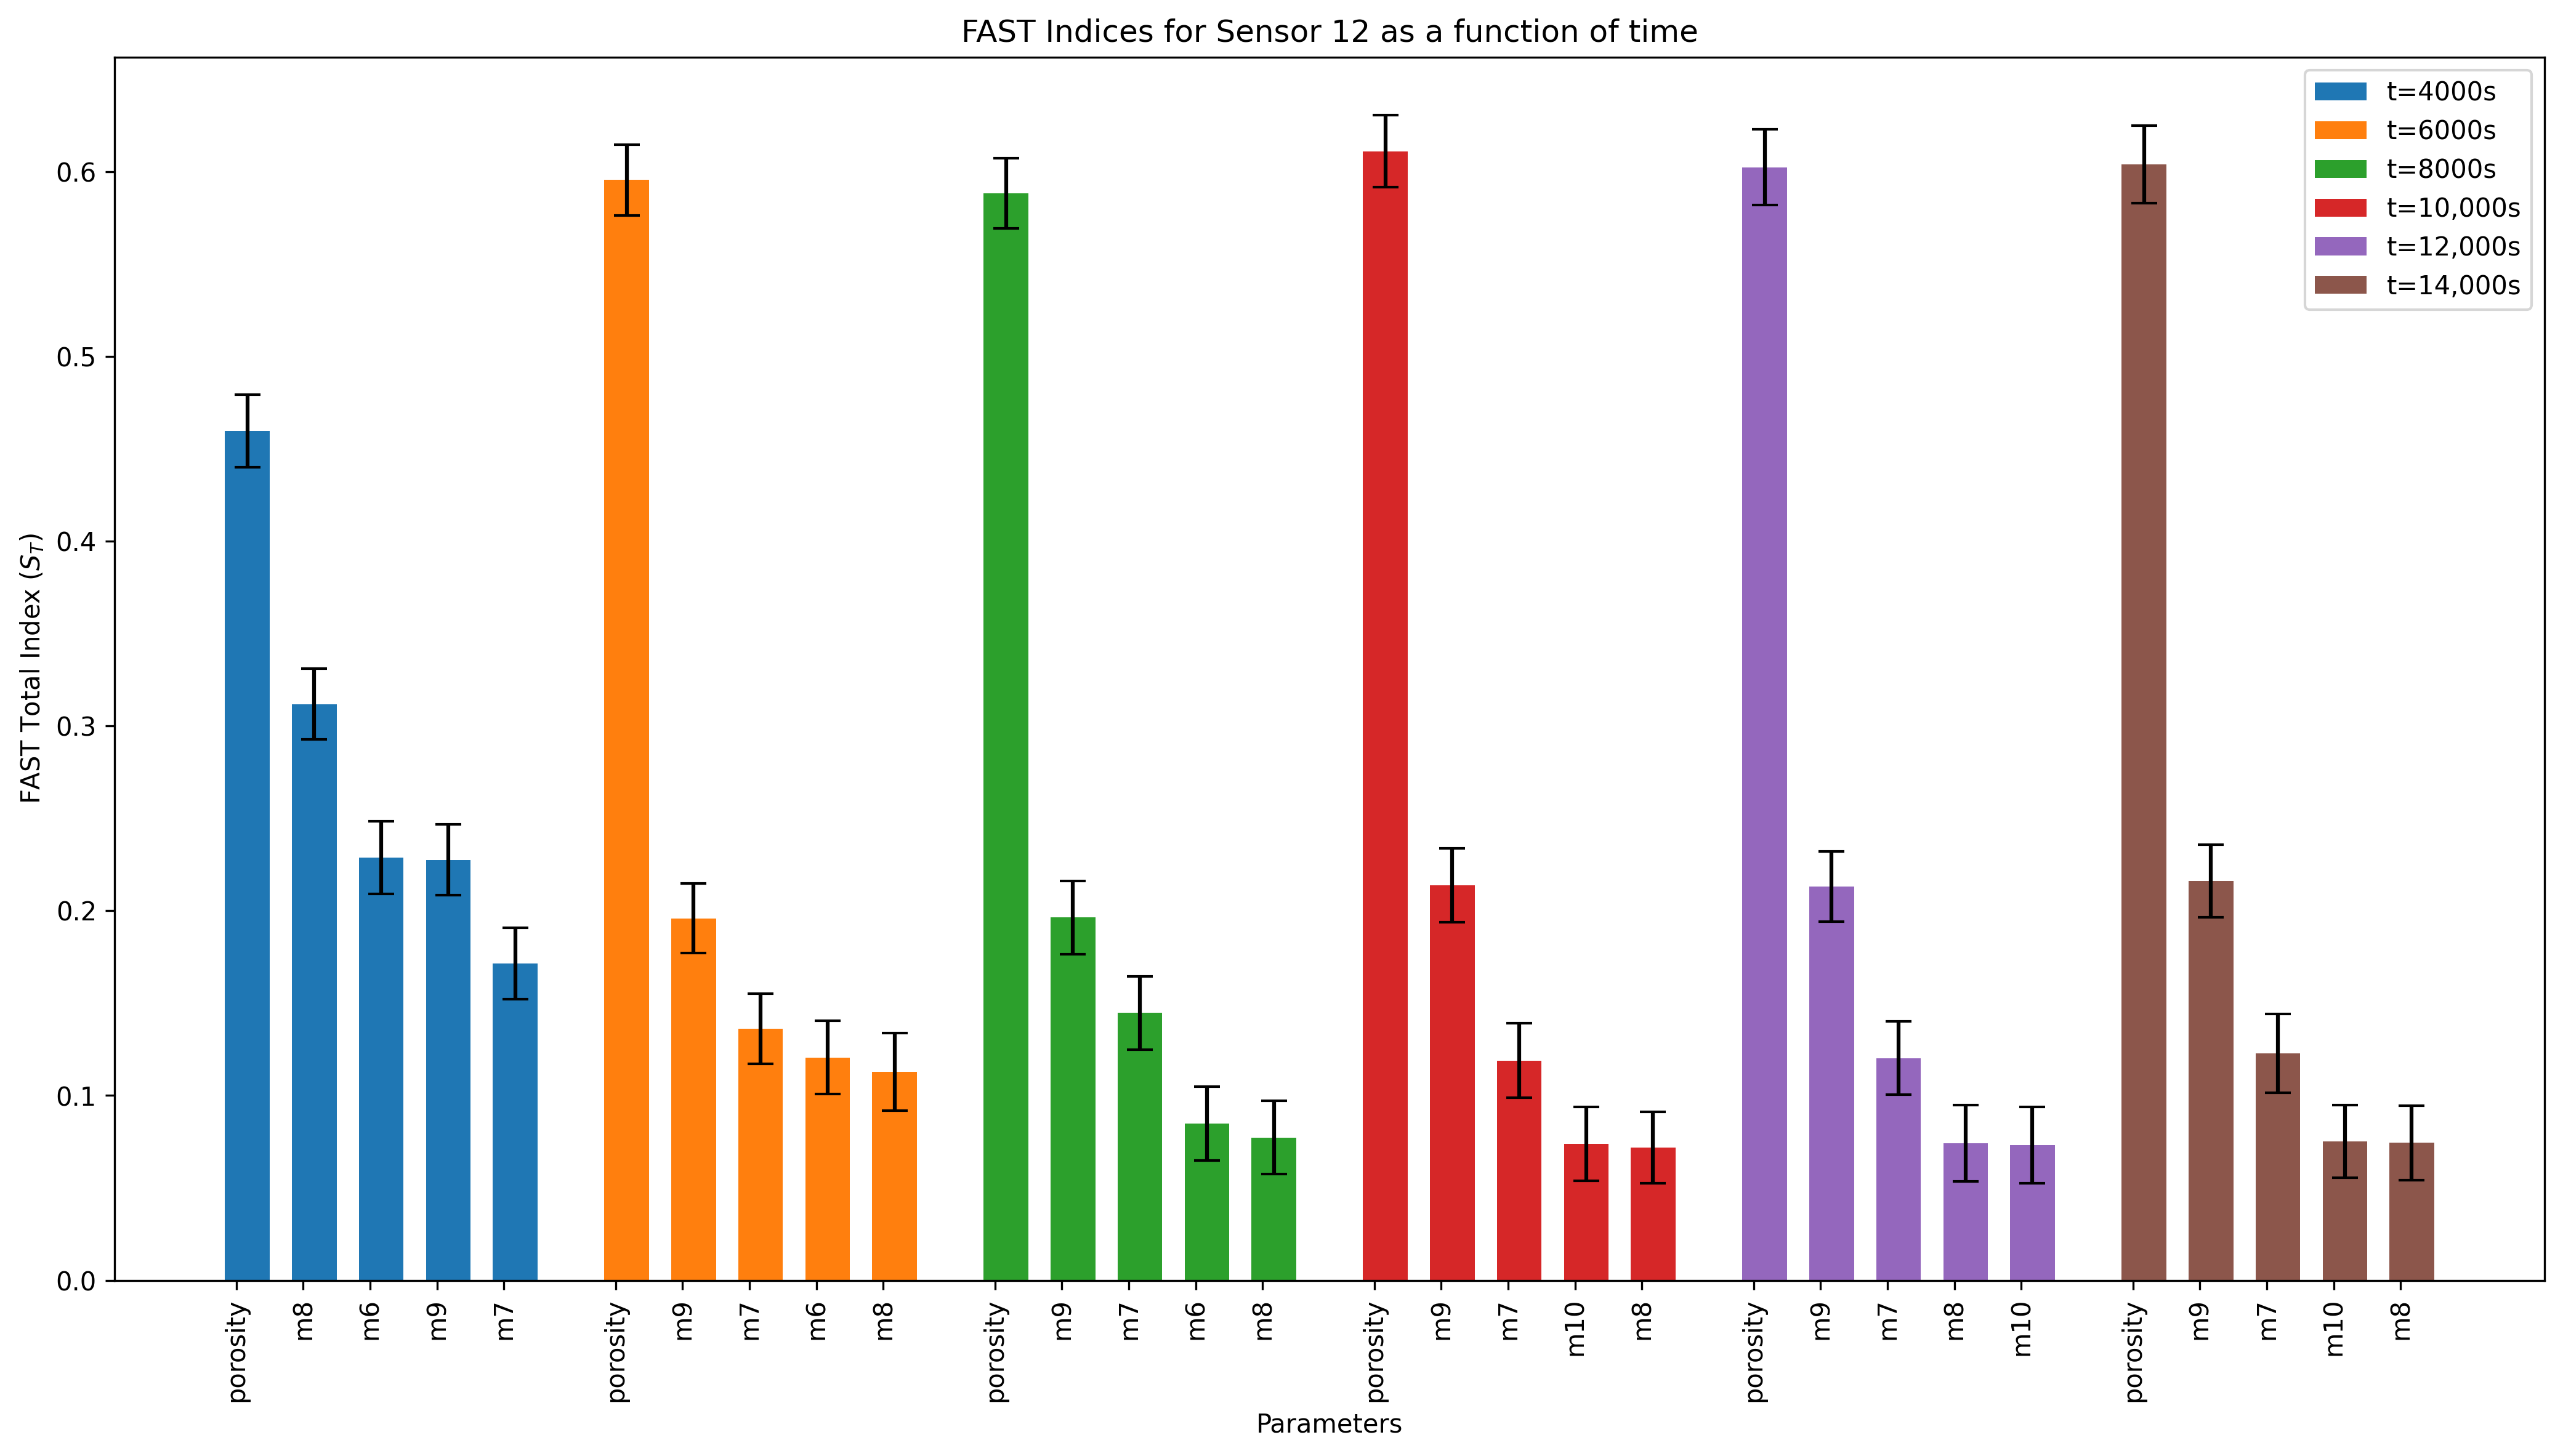 FAST Indices for Sensor 12 as a function of time
t=4000s
t=6000s
t=8000s
t=10,000s
t=12,000s
t=14,000s
FAST Total Index (S_T)
0.6
0.5
0.4
0.3
0.2
0.1
0.0
porosity
m8
m6
m9
m7
porosity
m9
m7
m6
m8
porosity
m9
m7
m6
m8
porosity
m9
m7
m10
m8
porosity
m9
m7
m8
m10
porosity
m9
m7
m10
m8
Parameters